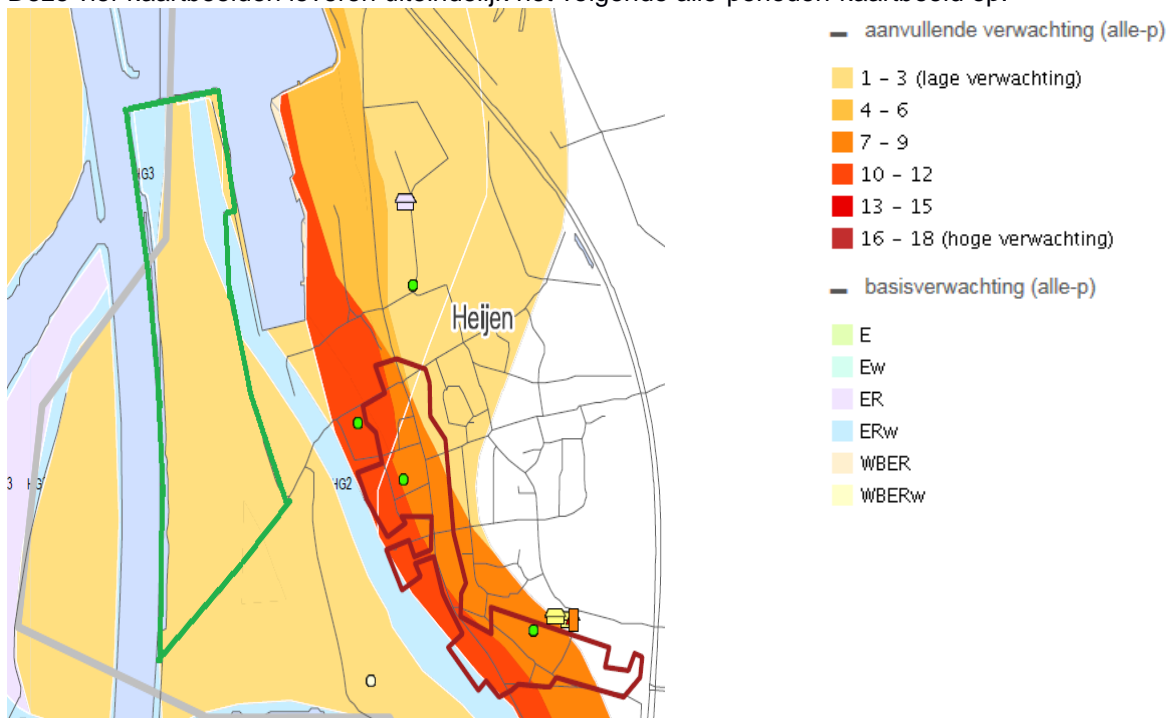 aanvullende verwachting (alle-p)
1 - 3 (lage verwachting)
4 - 6
7 - 9
10 - 12
13 - 15
16 - 18 (hoge verwachting)
basisverwachting (alle-p)
E
Ew
ER
ERw
WBER
WBERw
HG3
Heijen
HG2
3